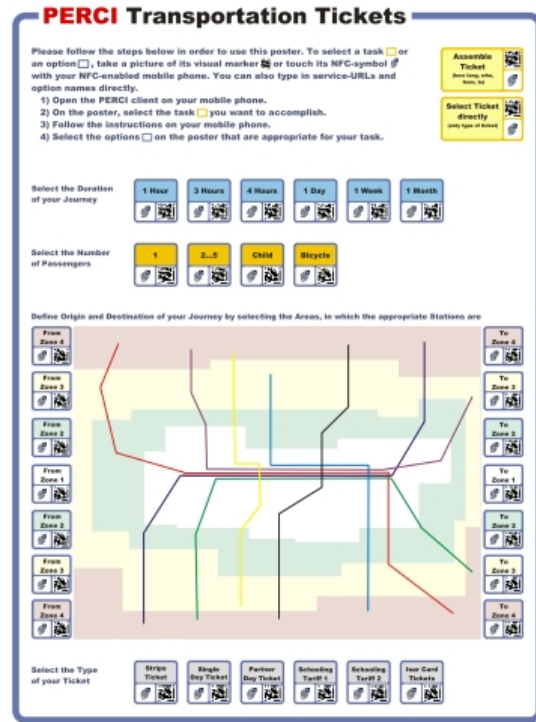 PERCI Transportation Tickets
Please follow the steps below in order to use this poster. To select a task or
an option , take a picture of its visual marker or touch its NFC-symbol
with your NFC-enabled mobile phone. You can also type in service-URLs and
option names directly.
1) Open the PERCI client on your mobile phone.
2) On the poster, select the task you want to accomplish.
3) Follow the instructions on your mobile phone.
4) Select the options on the poster that are appropriate for your task.
Assemble
Ticket
(how long, who,
from, to)
Select Ticket
directly
(only type of ticket)
Select the Duration
of your Journey
1 Hour
3 Hours
4 Hours
1 Day
1 Week
1 Month
Select the Number
of Passengers
1
2...5
Child
Bicycle
Define Origin and Destination of your Journey by selecting the Areas, in which the appropriate Stations are
From
Zone 4
To
Zone 4
From
Zone 3
To
Zone 3
From
Zone 2
To
Zone 2
From
Zone 1
To
Zone 1
From
Zone 2
To
Zone 2
From
Zone 3
To
Zone 3
From
Zone 4
To
Zone 4
Select the Type
of your Ticket
Stripe
Ticket
Single
Day Ticket
Partner
Day Ticket
Schooling
Tariff 1
Schooling
Tariff 2
Isar Card
Tickets